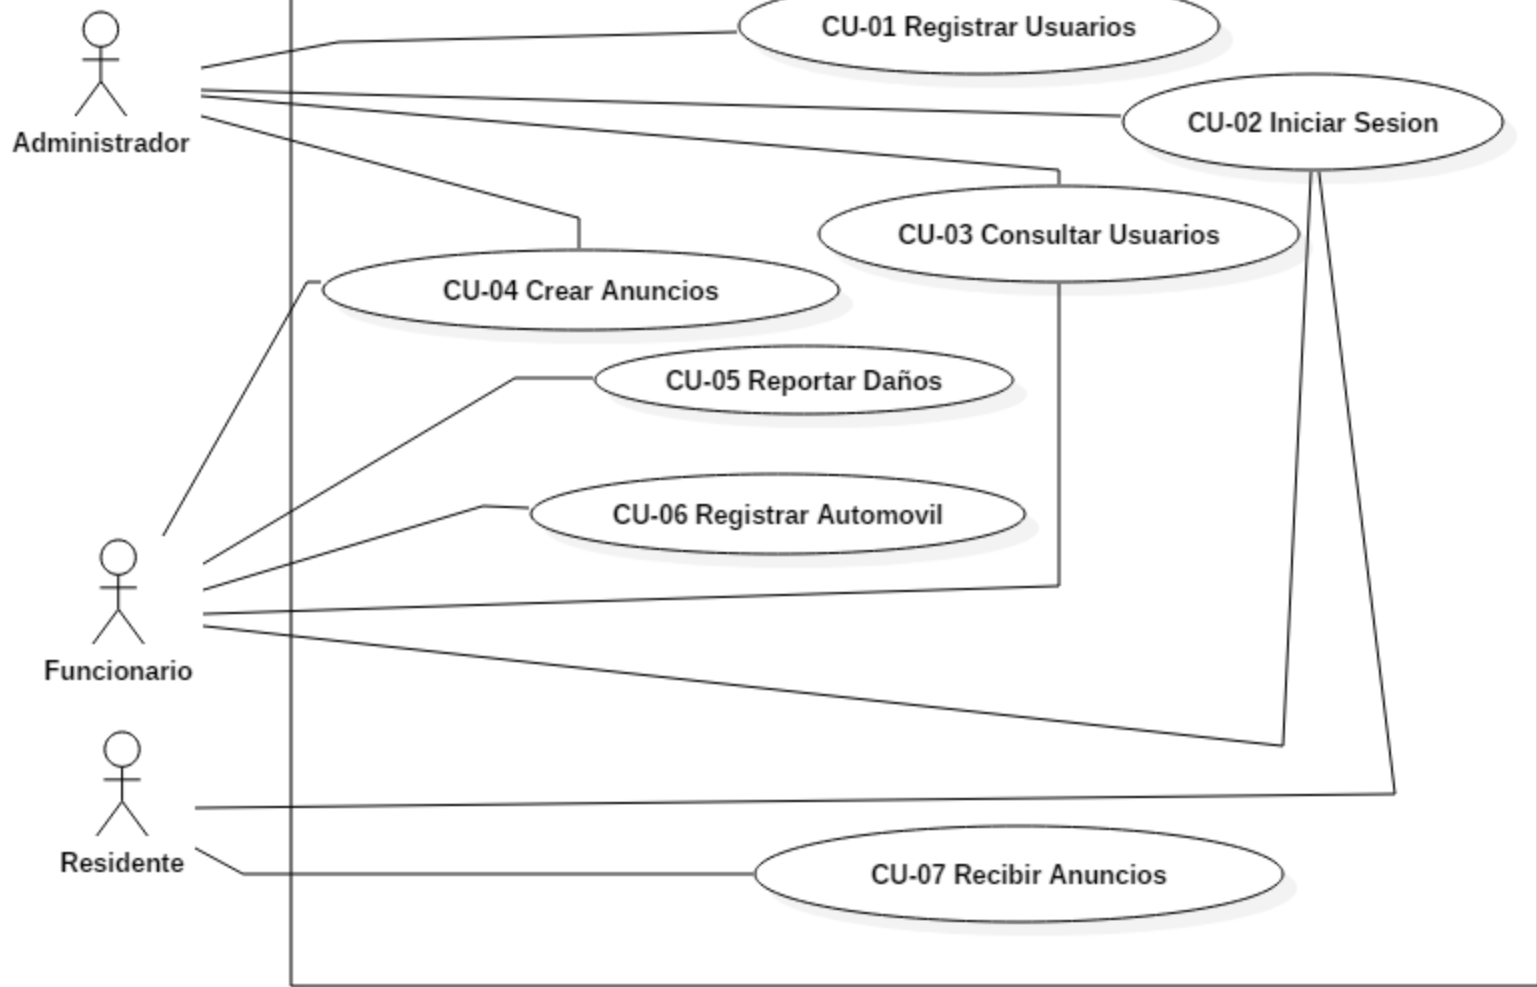 CU-01 Registrar Usuarios
CU-02 Iniciar Sesion
Administrador
CU-03 Consultar Usuarios
CU-04 Crear Anuncios
CU-05 Reportar Daños
CU-06 Registrar Automovil
Funcionario
Residente
CU-07 Recibir Anuncios